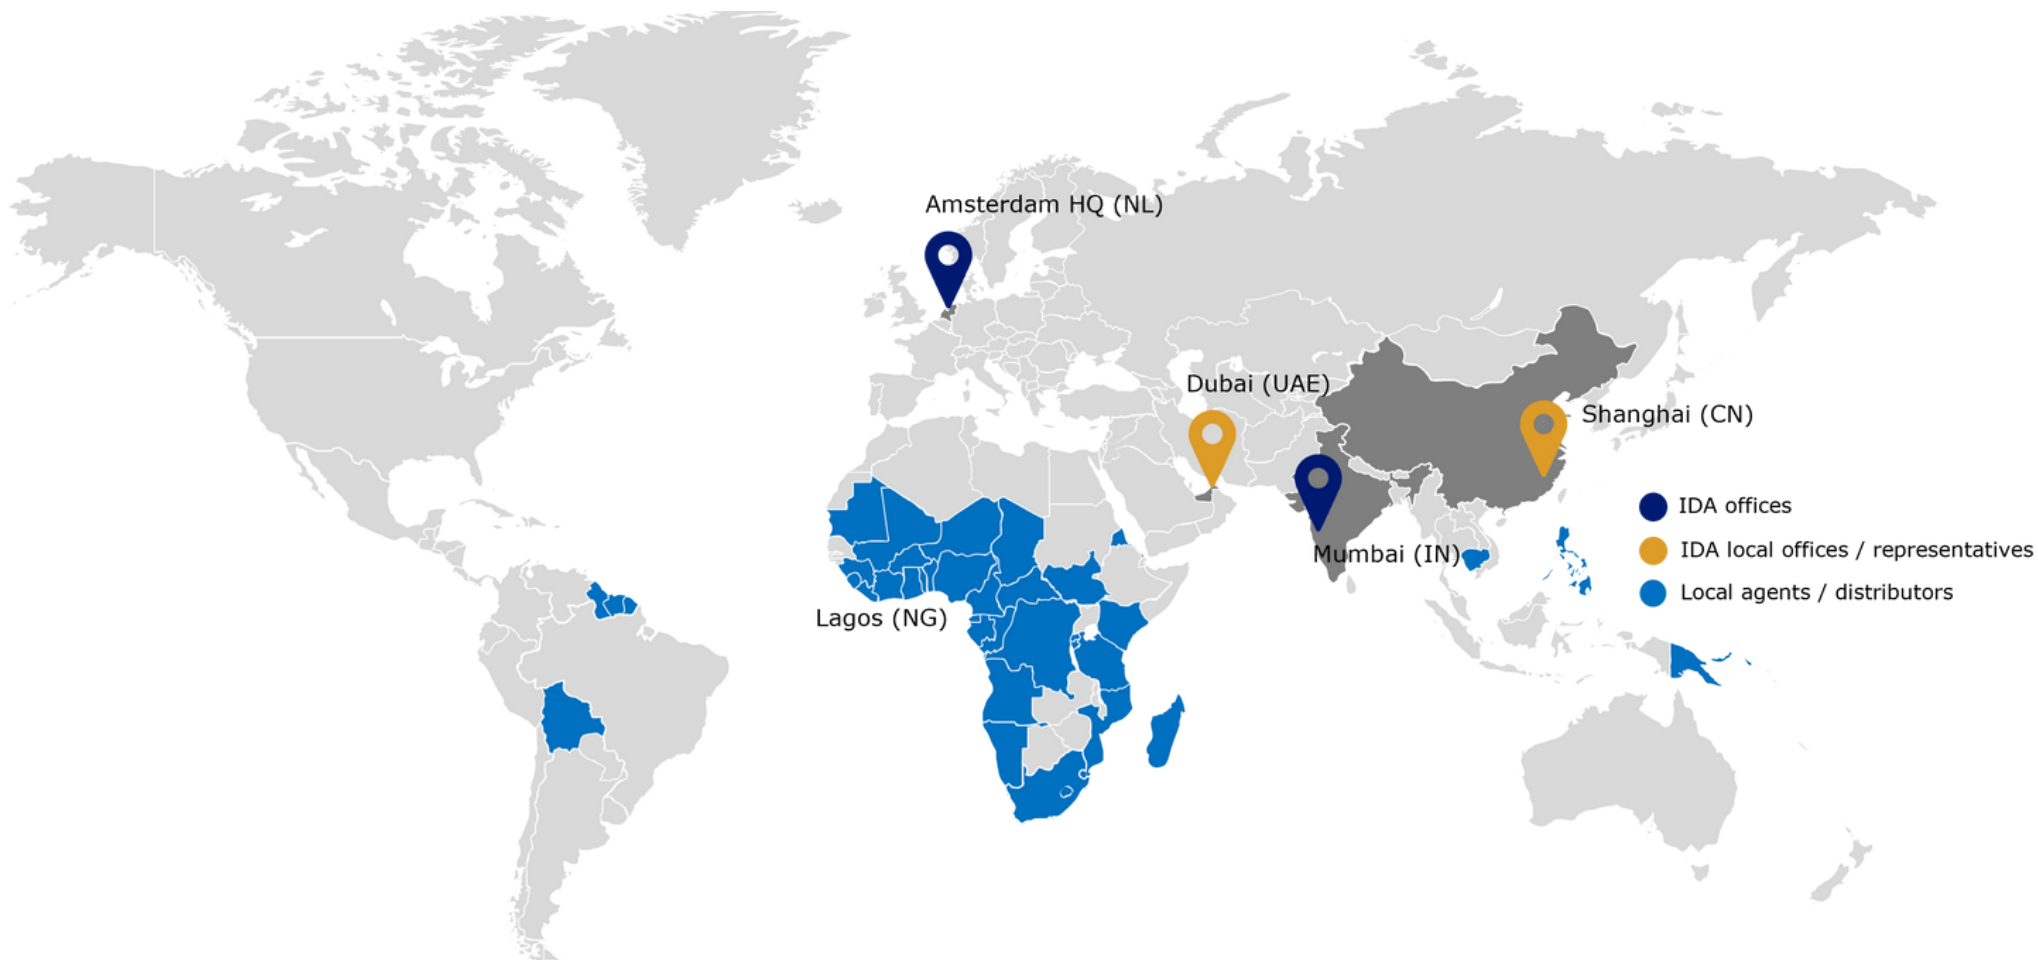 Amsterdam HQ (NL)
Dubai (UAE)
Shanghai (CN)
Mumbai (IN)
Lagos (NG)
IDA offices
IDA local offices / representatives
Local agents / distributors